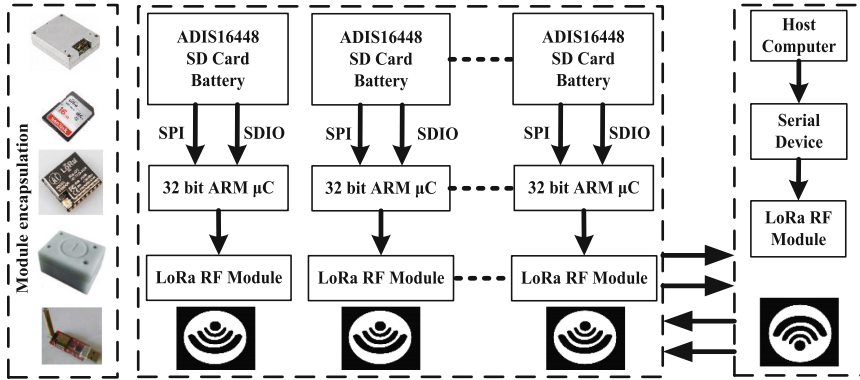 Module encapsulation
ADIS16448
SD Card
Battery
SPI
SDIO
32 bit ARM μC
LoRa RF Module
ADIS16448
SD Card
Battery
SPI
SDIO
32 bit ARM μC
LoRa RF Module
ADIS16448
SD Card
Battery
SPI
SDIO
32 bit ARM μC
LoRa RF Module
Host
Computer
Serial
Device
LoRa RF
Module